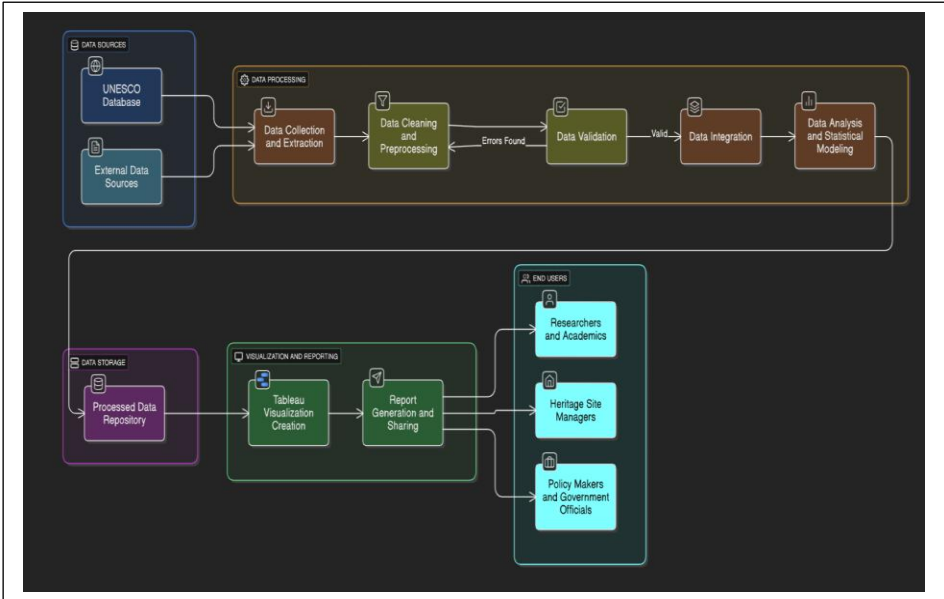 DATA SOURCES
UNESCO
Database
External Data
Sources
DATA PROCESSING
Data Collection
and Extraction
Data Cleaning
and
Preprocessing
Errors Found
Data Validation
Valid
Data Integration
Data Analysis
and Statistical
Modeling
DATA STORAGE
Processed Data
Repository
VISUALIZATION AND REPORTING
Tableau
Visualization
Creation
Report
Generation and
Sharing
END USERS
Researchers
and Academics
Heritage Site
Managers
Policy Makers
and Government
Officials